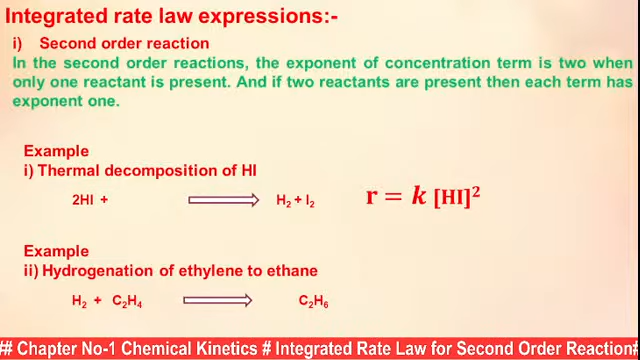 Integrated rate law expressions:-
i) Second order reaction
In the second order reactions, the exponent of concentration term is two when
only one reactant is present. And if two reactants are present then each term has
exponent one.
Example
i) Thermal decomposition of HI
2HI + ⟹ H₂ + I₂ r = k [HI]²
Example
ii) Hydrogenation of ethylene to ethane
H₂ + C₂H₄ ⟹ C₂H₆
## Chapter No-1 Chemical Kinetics # Integrated Rate Law for Second Order Reaction#